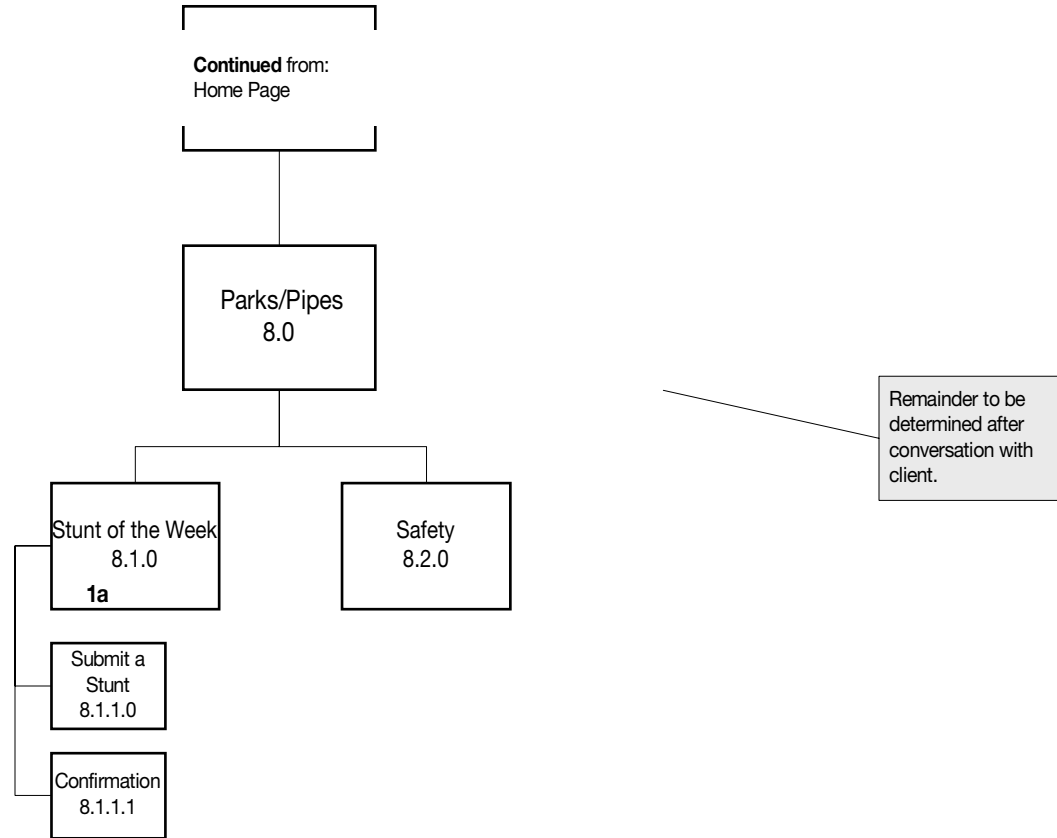 Continued from:
Home Page
Parks/Pipes
8.0
Remainder to be
determined after
conversation with
client.
Stunt of the Week
8.1.0
1a
Safety
8.2.0
Submit a
Stunt
8.1.1.0
Confirmation
8.1.1.1